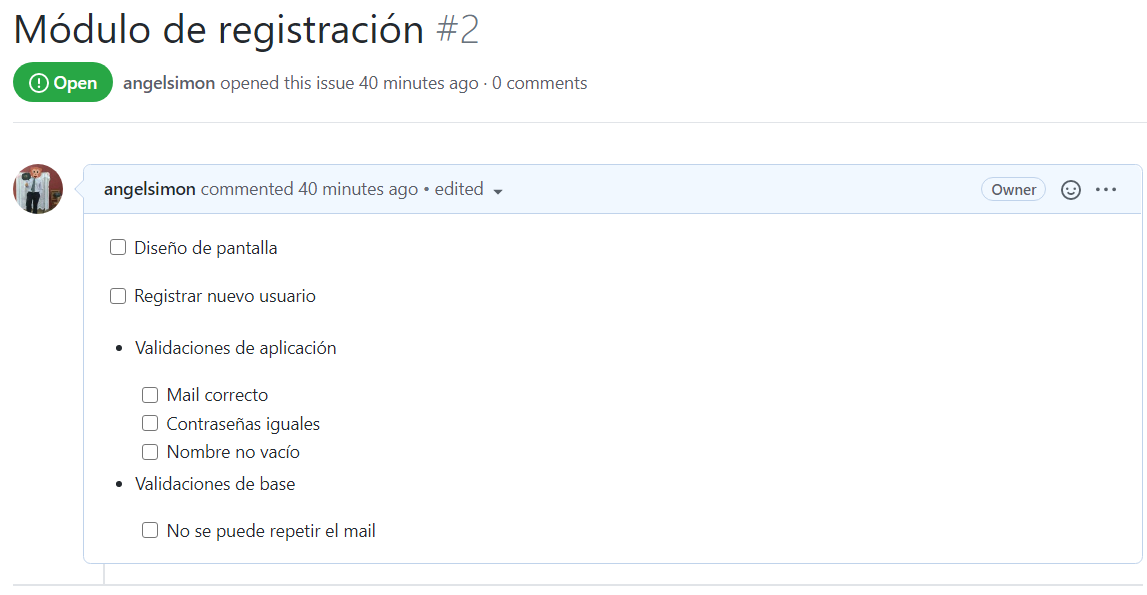 Módulo de registración #2
Open angelsimon opened this issue 40 minutes ago · 0 comments
angelsimon commented 40 minutes ago • edited Owner
Diseño de pantalla
Registrar nuevo usuario
Validaciones de aplicación
Mail correcto
Contraseñas iguales
Nombre no vacío
Validaciones de base
No se puede repetir el mail